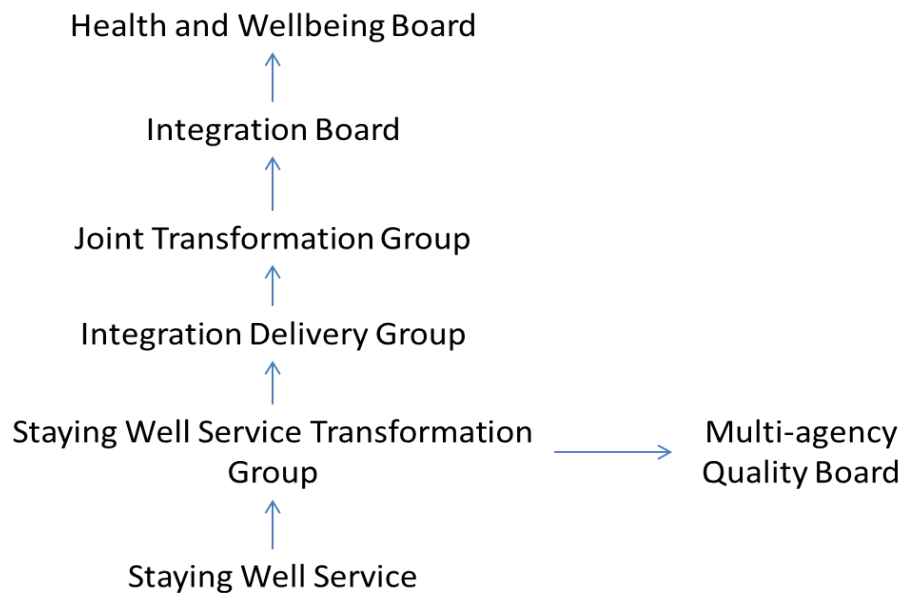 Health and Wellbeing Board
Integration Board
Joint Transformation Group
Integration Delivery Group
Staying Well Service Transformation
Group
Multi-agency
Quality Board
Staying Well Service